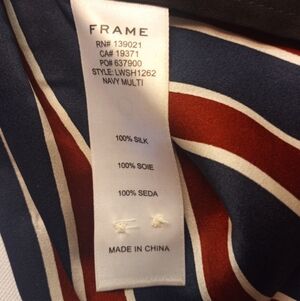 FRAME
RN# 139021
CA# 19371
PO# 637900
STYLE: LWSH1262
NAVY MULTI
100% SILK
100% SOIE
100% SEDA
MADE IN CHINA